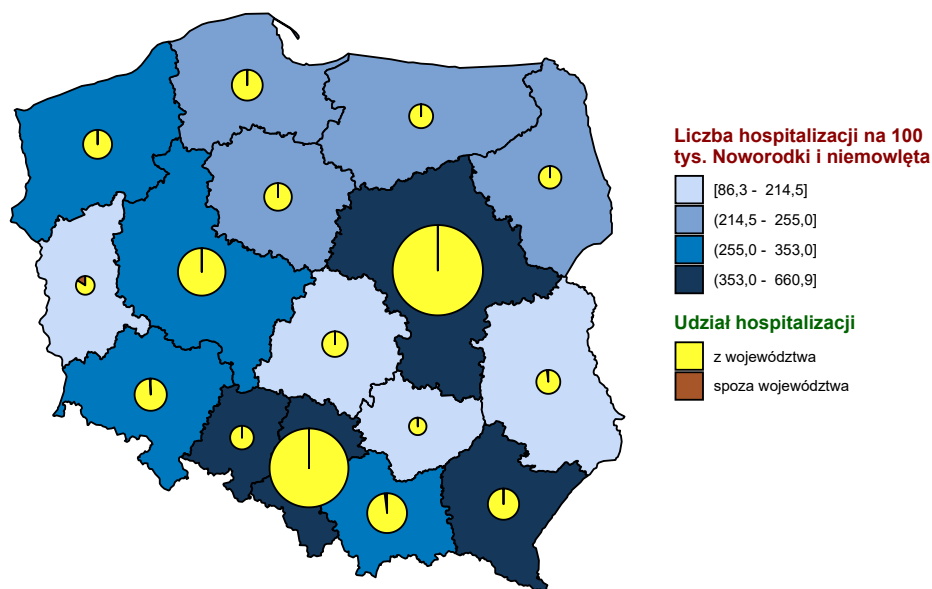 Liczba hospitalizacji na 100
tys. Noworodki i niemowlęta
[86,3 - 214,5]
(214,5 - 255,0]
(255,0 - 353,0]
(353,0 - 660,9]
Udział hospitalizacji
z województwa
spoza województwa